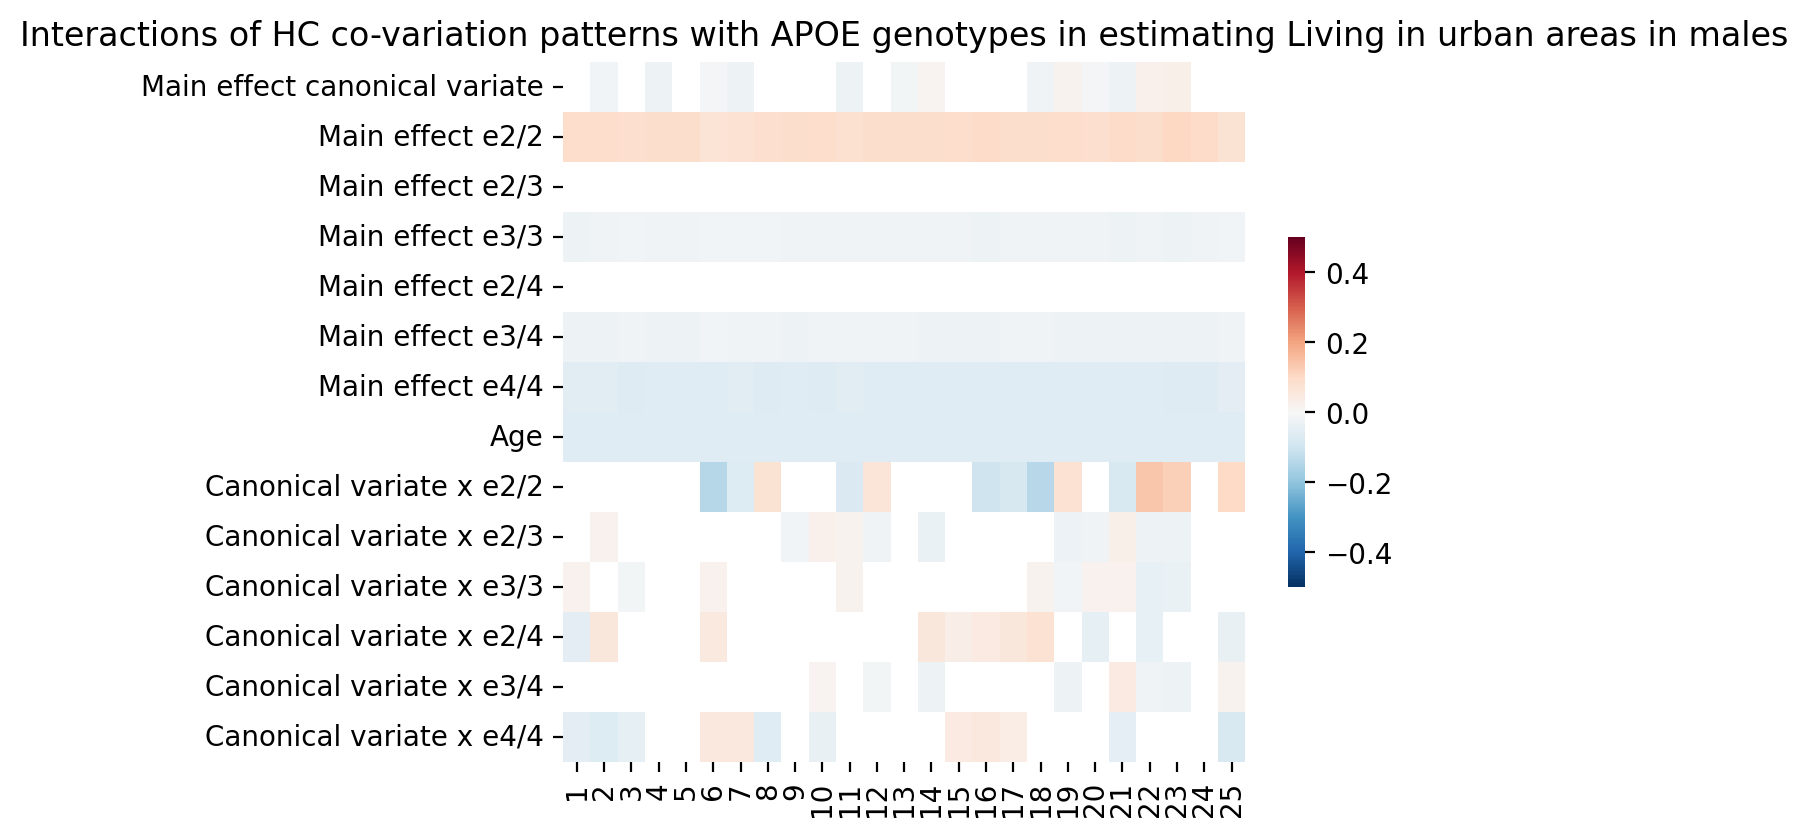 Interactions of HC co-variation patterns with APOE genotypes in estimating Living in urban areas in males
Main effect canonical variate
Main effect e2/2
Main effect e2/3
Main effect e3/3
Main effect e2/4
Main effect e3/4
Main effect e4/4
Age
Canonical variate x e2/2
Canonical variate x e2/3
Canonical variate x e3/3
Canonical variate x e2/4
Canonical variate x e3/4
Canonical variate x e4/4
1 2 3 4 5 6 7 8 9 10 11 12 13 14 15 16 17 18 19 20 21 22 23 24 25
0.4
0.2
0.0
−0.2
−0.4